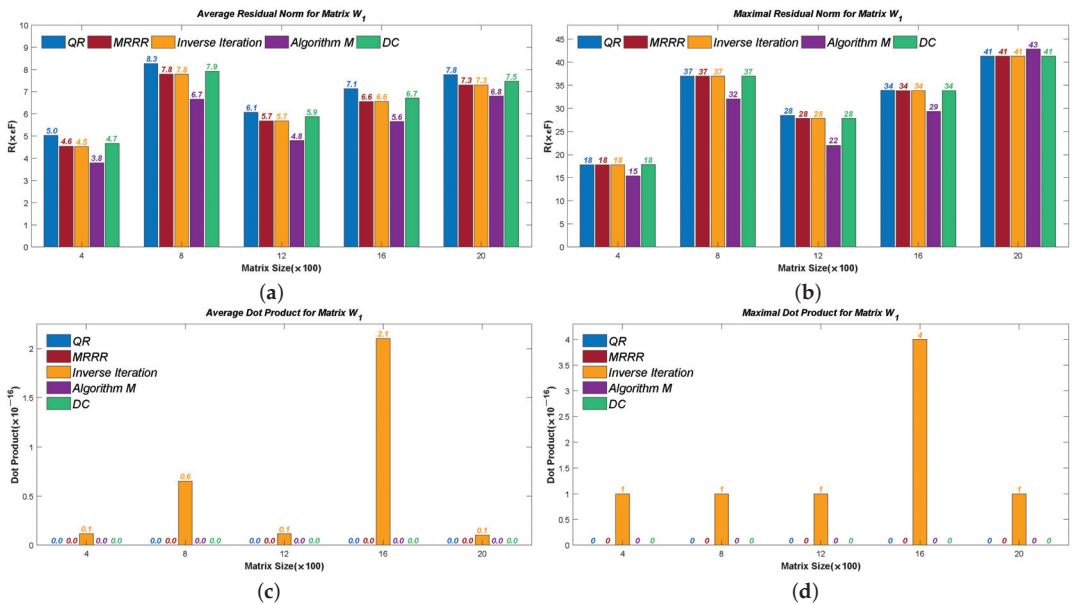 Average Residual Norm for Matrix W1
QR MRRR Inverse Iteration Algorithm M DC
R(×εF)
10
9
8
7
6
5
4
3
2
1
0
5.0 4.6 4.5 3.8 4.7
8.3 7.8 7.8 6.7 7.9
6.1 5.7 5.7 4.8 5.9
7.1 6.6 6.6 5.6 6.7
7.8 7.3 7.3 6.8 7.5
4 8 12 16 20
Matrix Size(×100)
(a)
Maximal Residual Norm for Matrix W1
QR MRRR Inverse Iteration Algorithm M DC
R(×εF)
45
40
35
30
25
20
15
10
5
0
18 18 18 15 18
37 37 37 32 37
28 28 28 22 28
34 34 34 29 34
41 41 41 43 41
4 8 12 16 20
Matrix Size(×100)
(b)
Average Dot Product for Matrix W1
QR
MRRR
Inverse Iteration
Algorithm M
DC
Dot Product(×10−16)
2
1.5
1
0.5
0
0.0 0.0 0.1 0.0 0.0
0.0 0.0 0.6 0.0 0.0
0.0 0.0 0.1 0.0 0.0
0.0 0.0 2.1 0.0 0.0
0.0 0.0 0.1 0.0 0.0
4 8 12 16 20
Matrix Size(×100)
(c)
Maximal Dot Product for Matrix W1
QR
MRRR
Inverse Iteration
Algorithm M
DC
Dot Product(×10−16)
4
3.5
3
2.5
2
1.5
1
0.5
0
0 0 1 0 0
0 0 1 0 0
0 0 1 0 0
0 0 4 0 0
0 0 1 0 0
4 8 12 16 20
Matrix Size(×100)
(d)